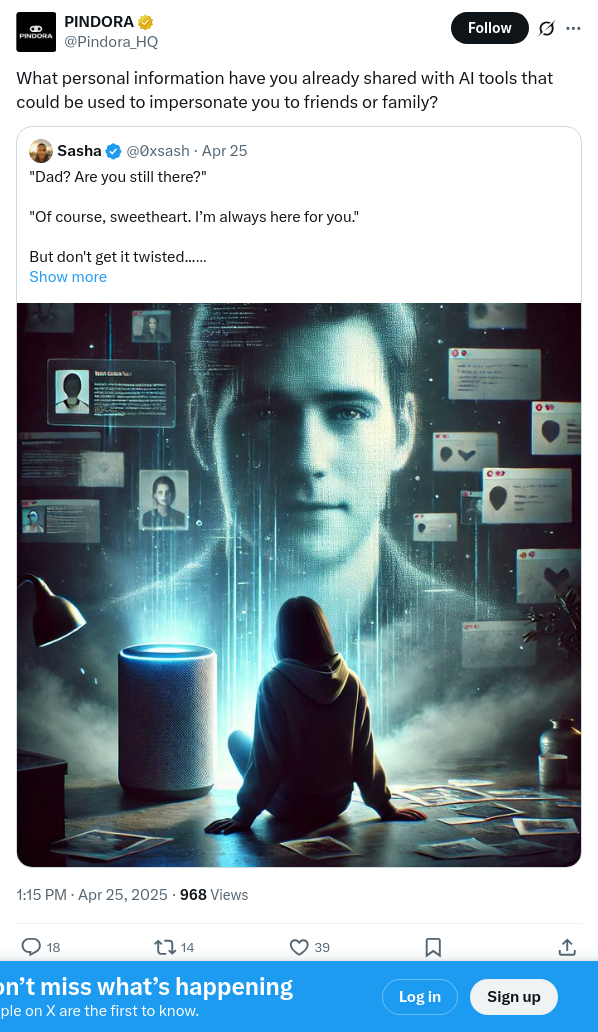 PINDORA
PINDORA
@Pindora_HQ
Follow
What personal information have you already shared with AI tools that
could be used to impersonate you to friends or family?
Sasha @0xsash · Apr 25
"Dad? Are you still there?"
"Of course, sweetheart. I’m always here for you."
But don't get it twisted......
Show more
1:15 PM · Apr 25, 2025 · 968 Views
18
14
39
on’t miss what’s happening
ple on X are the first to know.
Log in
Sign up